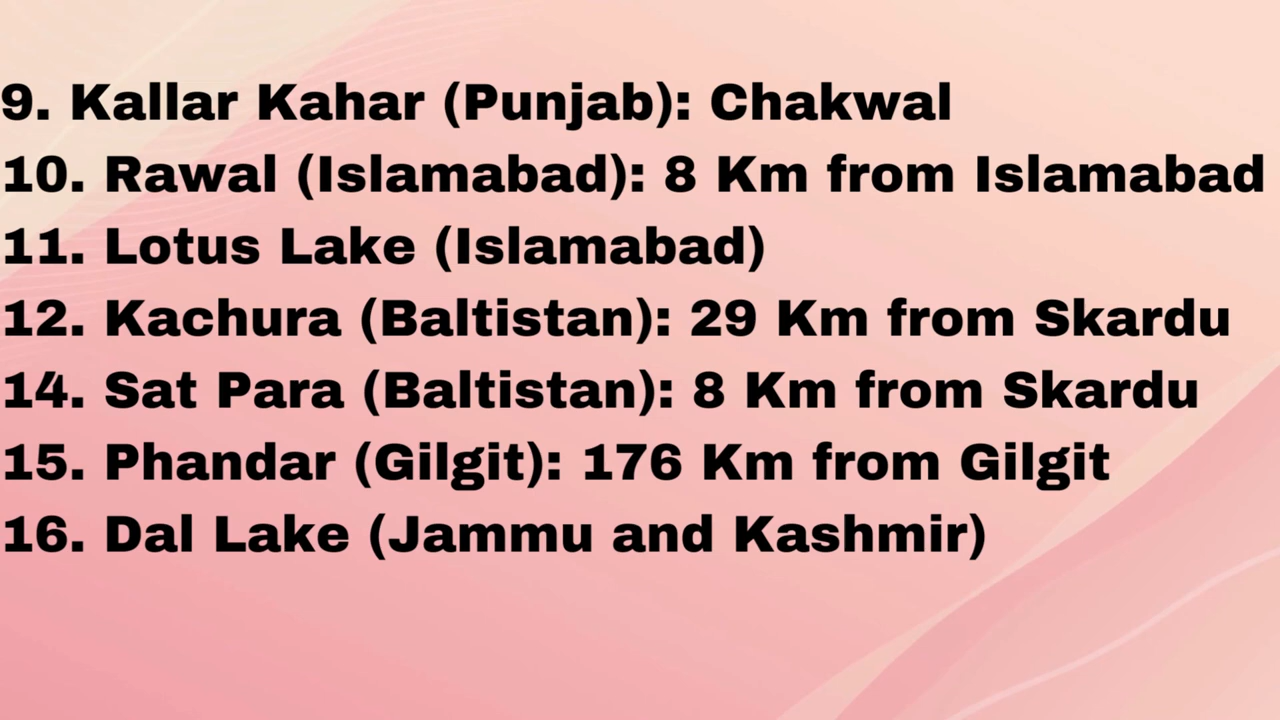 9. Kallar Kahar (Punjab): Chakwal
10. Rawal (Islamabad): 8 Km from Islamabad
11. Lotus Lake (Islamabad)
12. Kachura (Baltistan): 29 Km from Skardu
14. Sat Para (Baltistan): 8 Km from Skardu
15. Phandar (Gilgit): 176 Km from Gilgit
16. Dal Lake (Jammu and Kashmir)